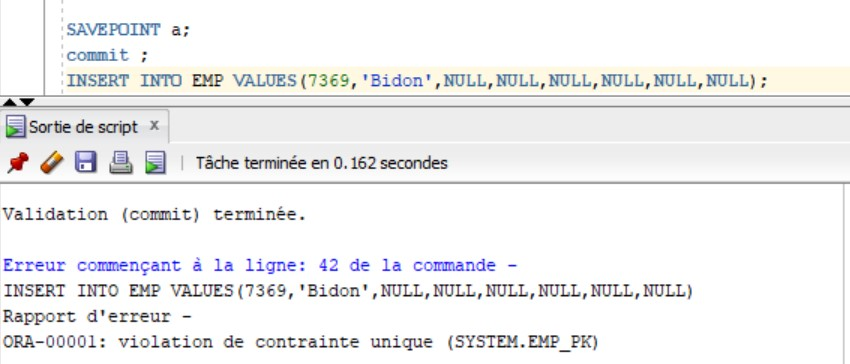 SAVEPOINT a;
commit ;
INSERT INTO EMP VALUES(7369,'Bidon',NULL,NULL,NULL,NULL,NULL,NULL);
Sortie de script x
Tâche terminée en 0.162 secondes
Validation (commit) terminée.
Erreur commençant à la ligne: 42 de la commande -
INSERT INTO EMP VALUES(7369,'Bidon',NULL,NULL,NULL,NULL,NULL,NULL)
Rapport d'erreur -
ORA-00001: violation de contrainte unique (SYSTEM.EMP_PK)